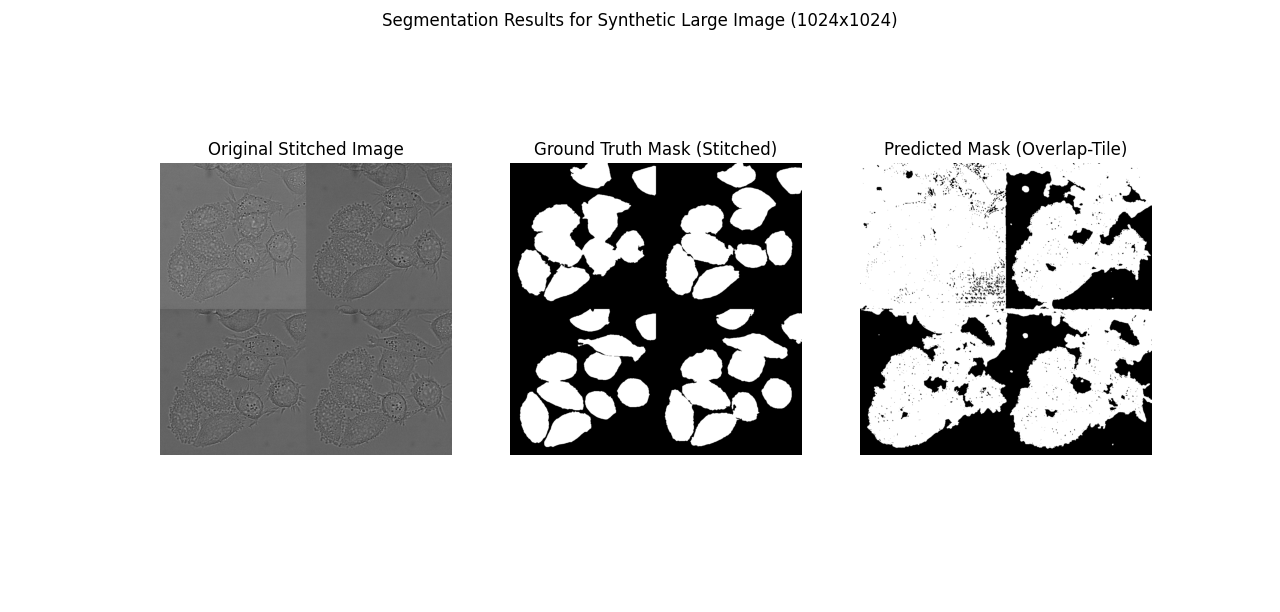 Segmentation Results for Synthetic Large Image (1024x1024)
Original Stitched Image
Ground Truth Mask (Stitched)
Predicted Mask (Overlap-Tile)